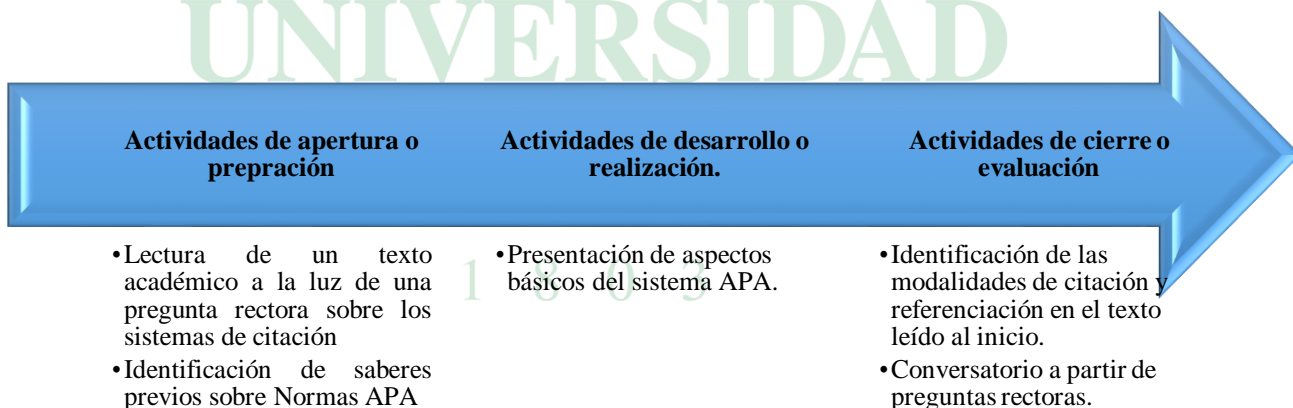 UNIVERSIDAD
Actividades de apertura o
prepración
Actividades de desarrollo o
realización.
Actividades de cierre o
evaluación
•Lectura de un texto
académico a la luz de una
pregunta rectora sobre los
sistemas de citación
•Identificación de saberes
previos sobre Normas APA
•Presentación de aspectos
básicos del sistema APA.
1 8 0 3
•Identificación de las
modalidades de citación y
referenciación en el texto
leído al inicio.
•Conversatorio a partir de
preguntas rectoras.